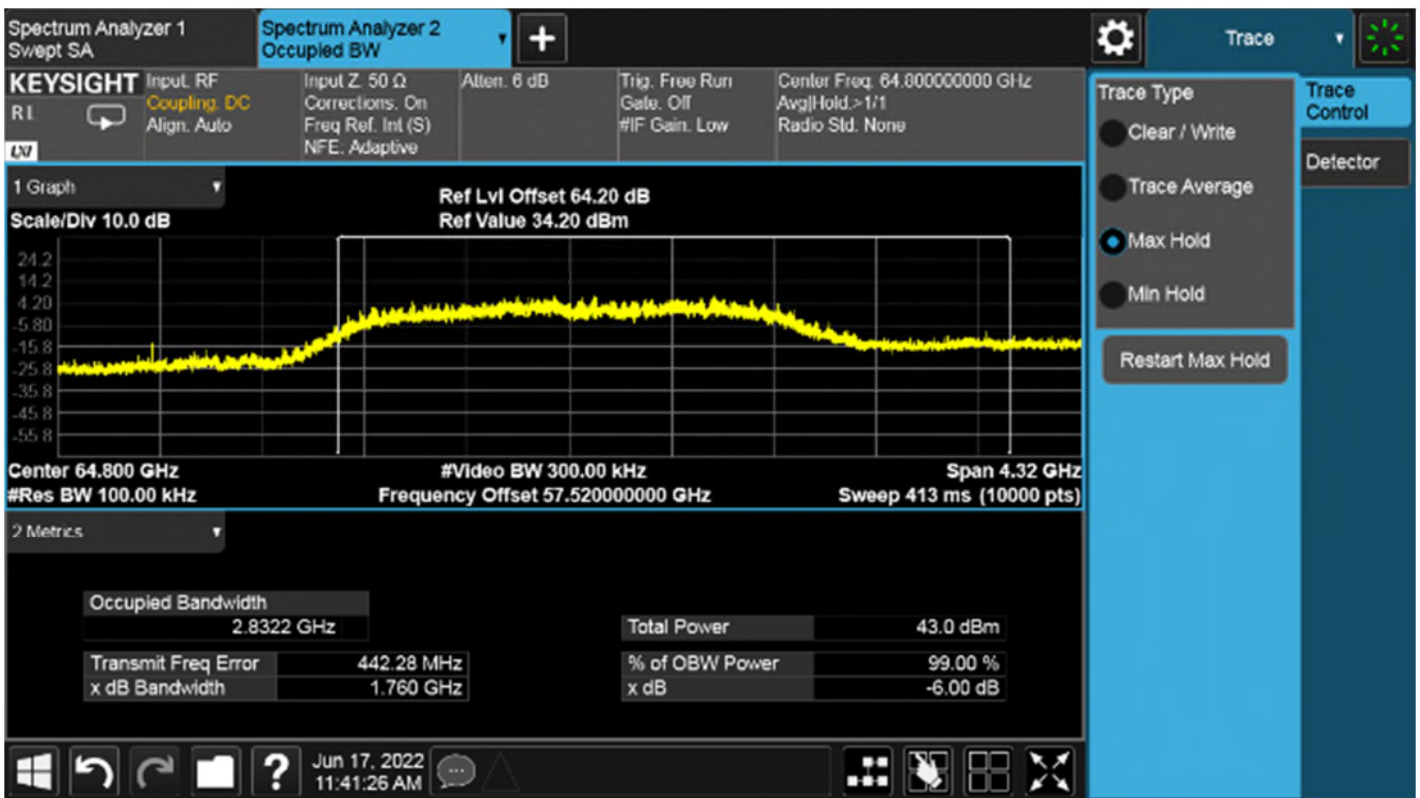 Spectrum Analyzer 1
Swept SA
Spectrum Analyzer 2
Occupied BW
Trace
KEYSIGHT
RL
Input. RF
Coupling. DC
Align. Auto
Input Z. 50 Ω
Corrections. On
Freq Ref. Int (S)
NFE. Adaptive
Atten. 6 dB
Trig. Free Run
Gate. Off
#IF Gain. Low
Center Freq. 64.800000000 GHz
Avg|Hold.>1/1
Radio Std. None
LXI
1 Graph
Scale/Div 10.0 dB
Ref Lvl Offset 64.20 dB
Ref Value 34.20 dBm
24.2
14.2
4.20
-5.80
-15.8
-25.8
-35.8
-45.8
-55.8
Center 64.800 GHz
#Res BW 100.00 kHz
#Video BW 300.00 kHz
Frequency Offset 57.520000000 GHz
Span 4.32 GHz
Sweep 413 ms (10000 pts)
2 Metrics
Occupied Bandwidth
2.8322 GHz
Transmit Freq Error 442.28 MHz
x dB Bandwidth 1.760 GHz
Total Power 43.0 dBm
% of OBW Power 99.00 %
x dB -6.00 dB
Jun 17, 2022
11:41:26 AM
Trace Type
Clear / Write
Trace Average
Max Hold
Min Hold
Restart Max Hold
Trace
Control
Detector